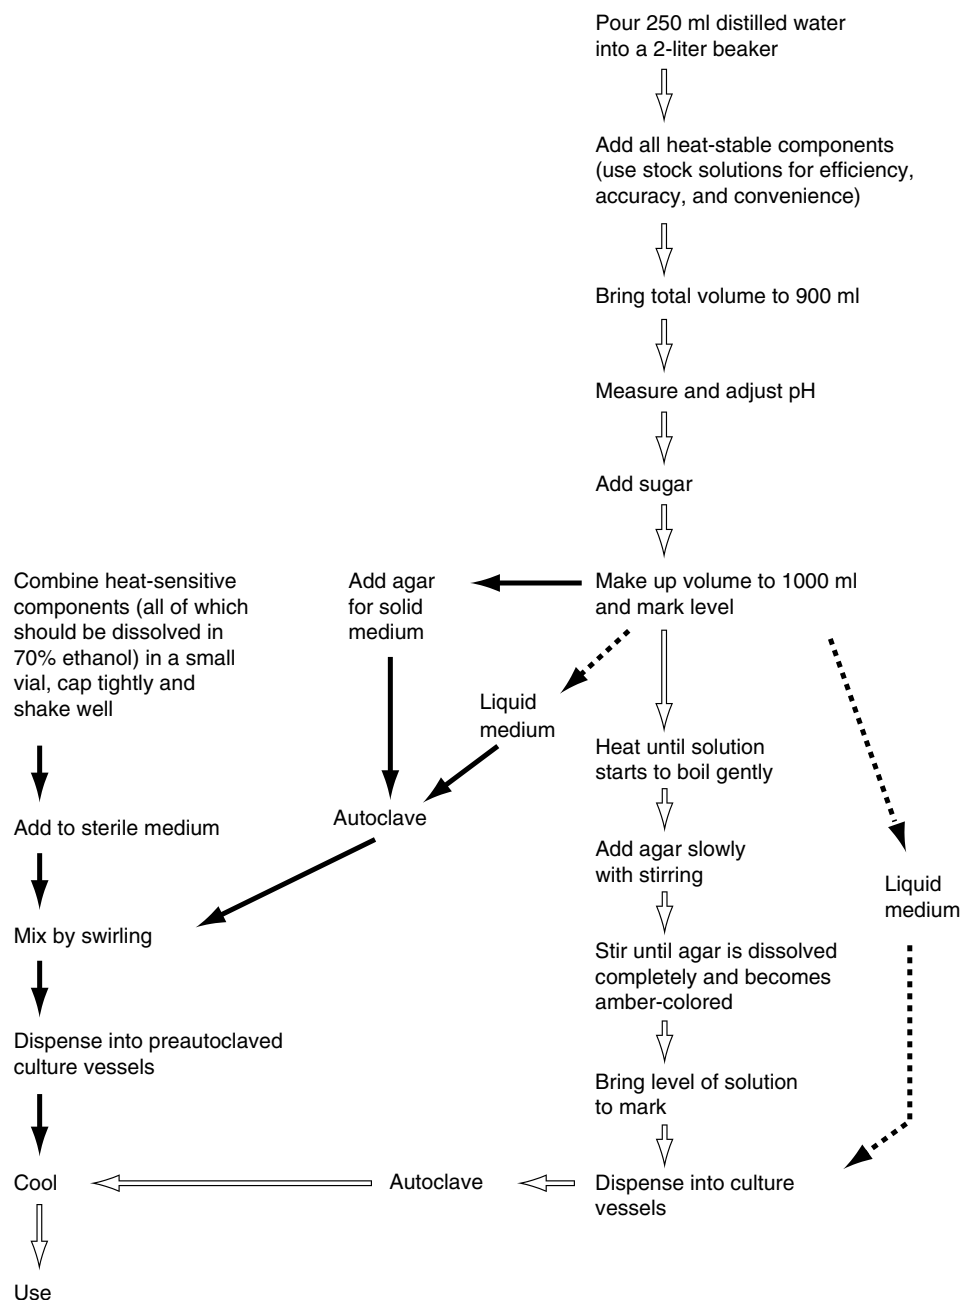 Pour 250 ml distilled water
into a 2-liter beaker
Add all heat-stable components
(use stock solutions for efficiency,
accuracy, and convenience)
Bring total volume to 900 ml
Measure and adjust pH
Add sugar
Make up volume to 1000 ml
and mark level
Add agar
for solid
medium
Combine heat-sensitive
components (all of which
should be dissolved in
70% ethanol) in a small
vial, cap tightly and
shake well
Liquid
medium
Heat until solution
starts to boil gently
Autoclave
Add to sterile medium
Add agar slowly
with stirring
Liquid
medium
Mix by swirling
Stir until agar is dissolved
completely and becomes
amber-colored
Dispense into preautoclaved
culture vessels
Bring level of solution
to mark
Cool
Autoclave
Dispense into culture
vessels
Use